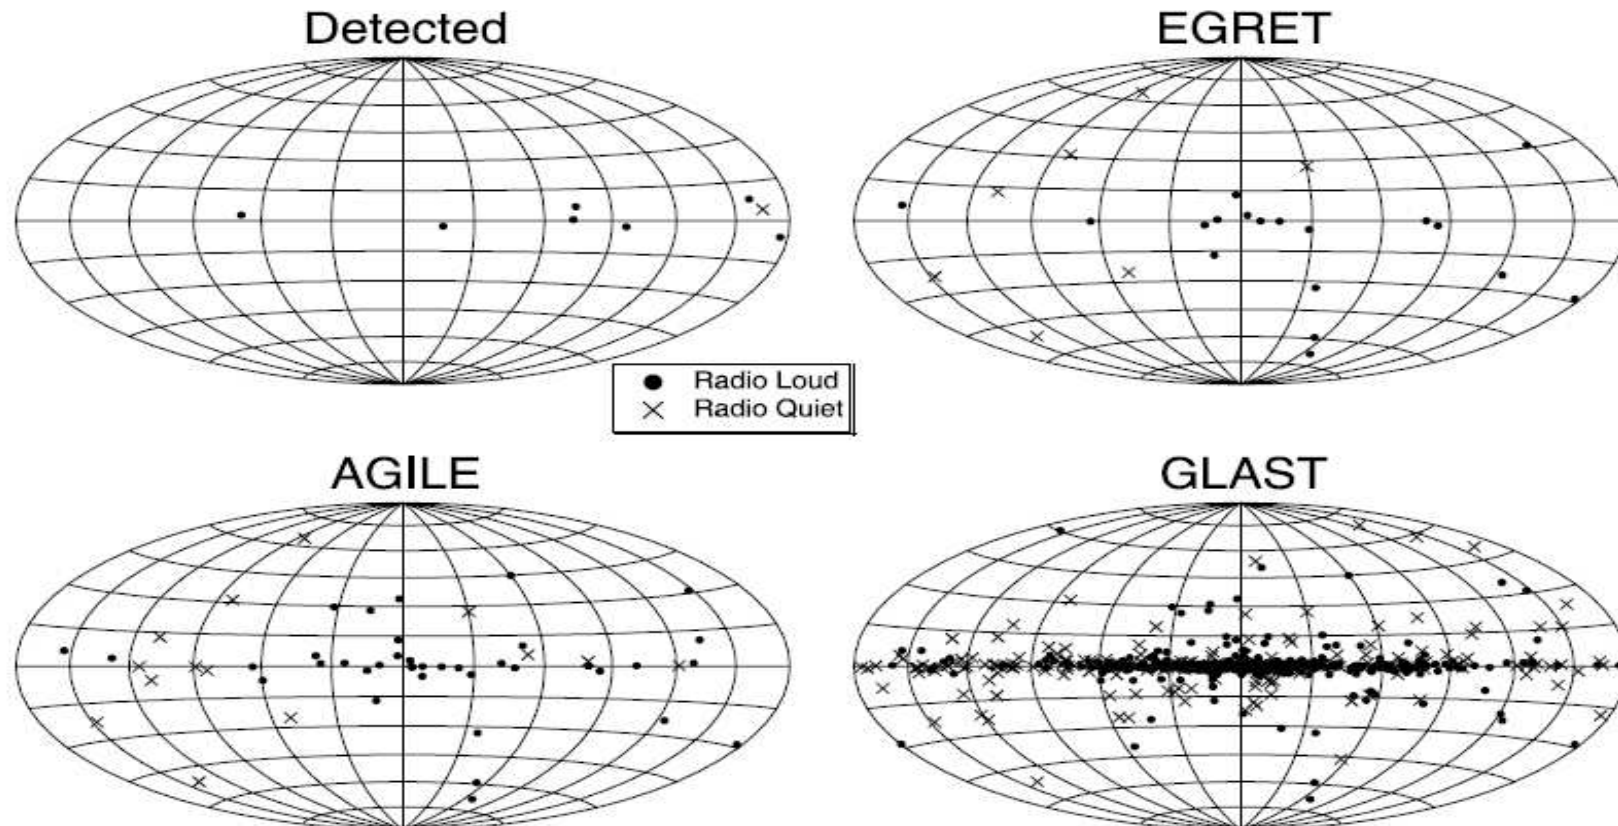 Detected
EGRET
Radio Loud
Radio Quiet
AGILE
GLAST